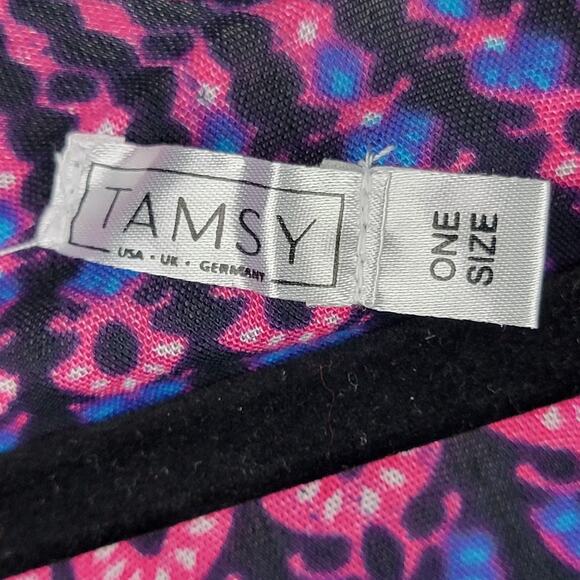 TAMSY
USA · UK · GERMANY
ONE
SIZE